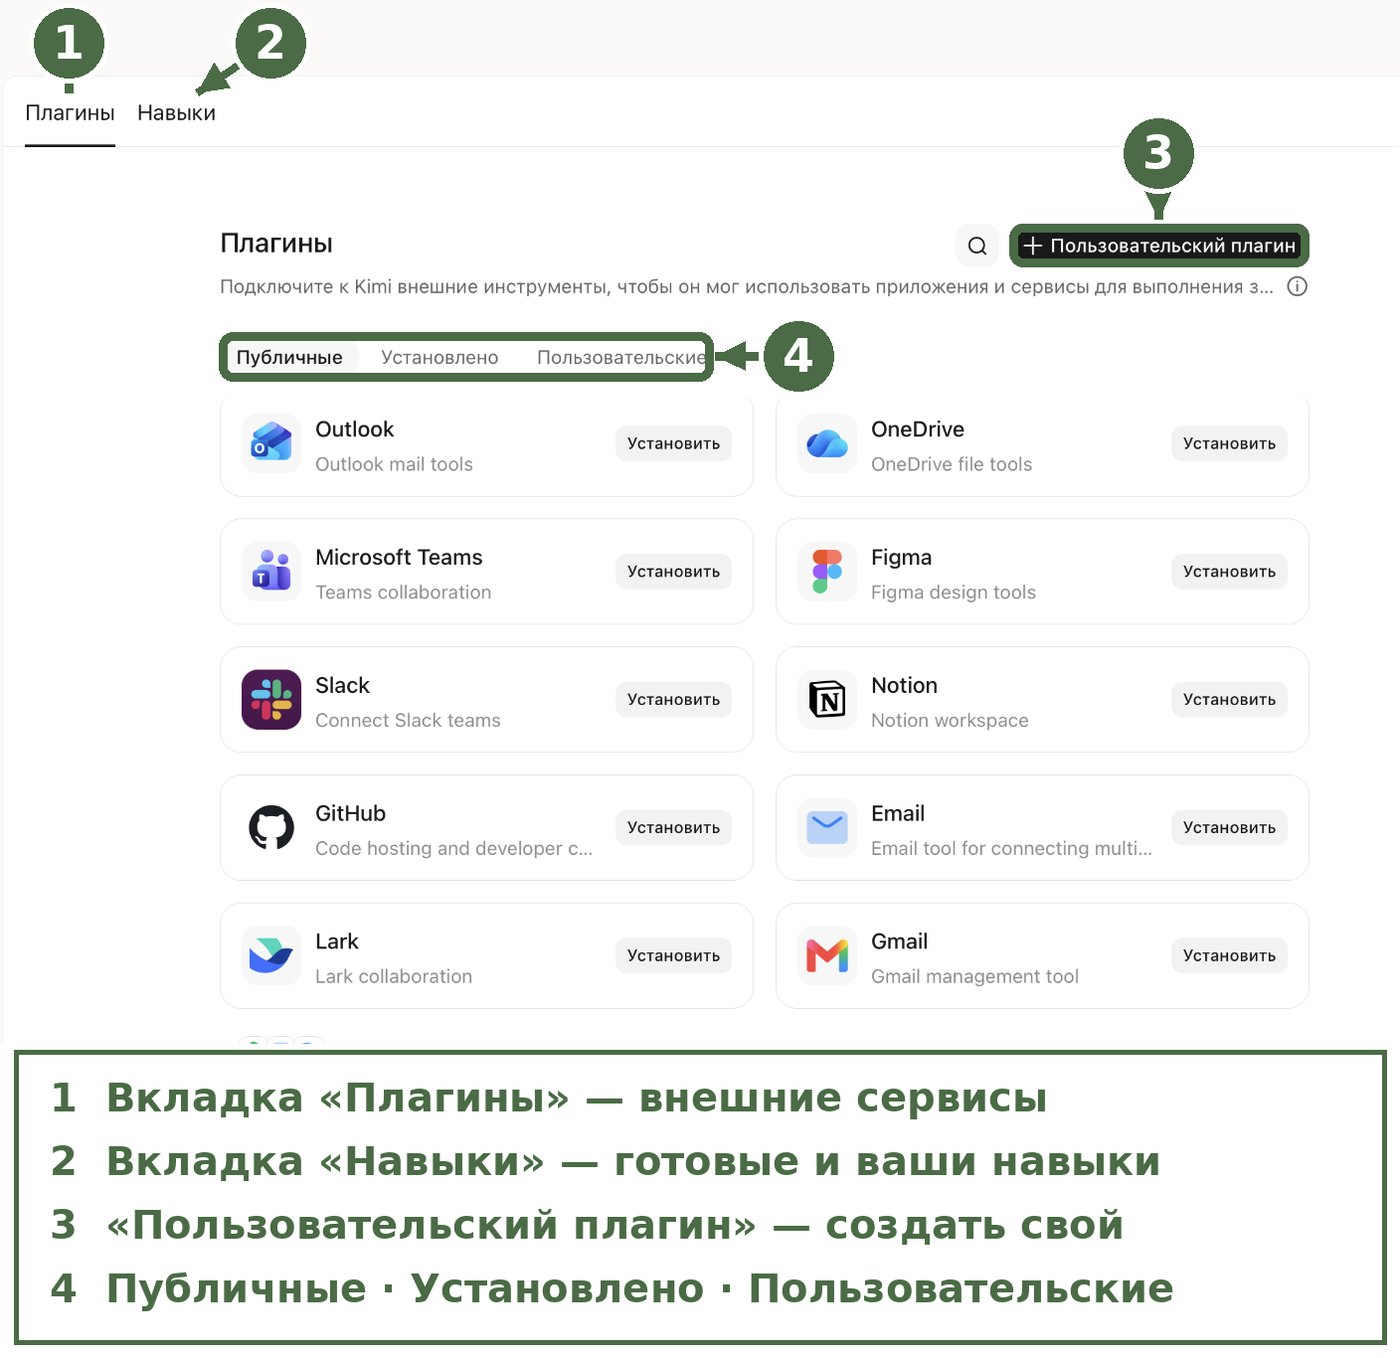 1
2
Плагины Навыки
3
Плагины
+ Пользовательский плагин
Подключите к Kimi внешние инструменты, чтобы он мог использовать приложения и сервисы для выполнения з...
Публичные Установлено Пользовательские
4
Outlook
Outlook mail tools
Установить
OneDrive
OneDrive file tools
Установить
Microsoft Teams
Teams collaboration
Установить
Figma
Figma design tools
Установить
Slack
Connect Slack teams
Установить
Notion
Notion workspace
Установить
GitHub
Code hosting and developer c...
Установить
Email
Email tool for connecting multi...
Установить
Lark
Lark collaboration
Установить
Gmail
Gmail management tool
Установить
1 Вкладка «Плагины» — внешние сервисы
2 Вкладка «Навыки» — готовые и ваши навыки
3 «Пользовательский плагин» — создать свой
4 Публичные · Установлено · Пользовательские